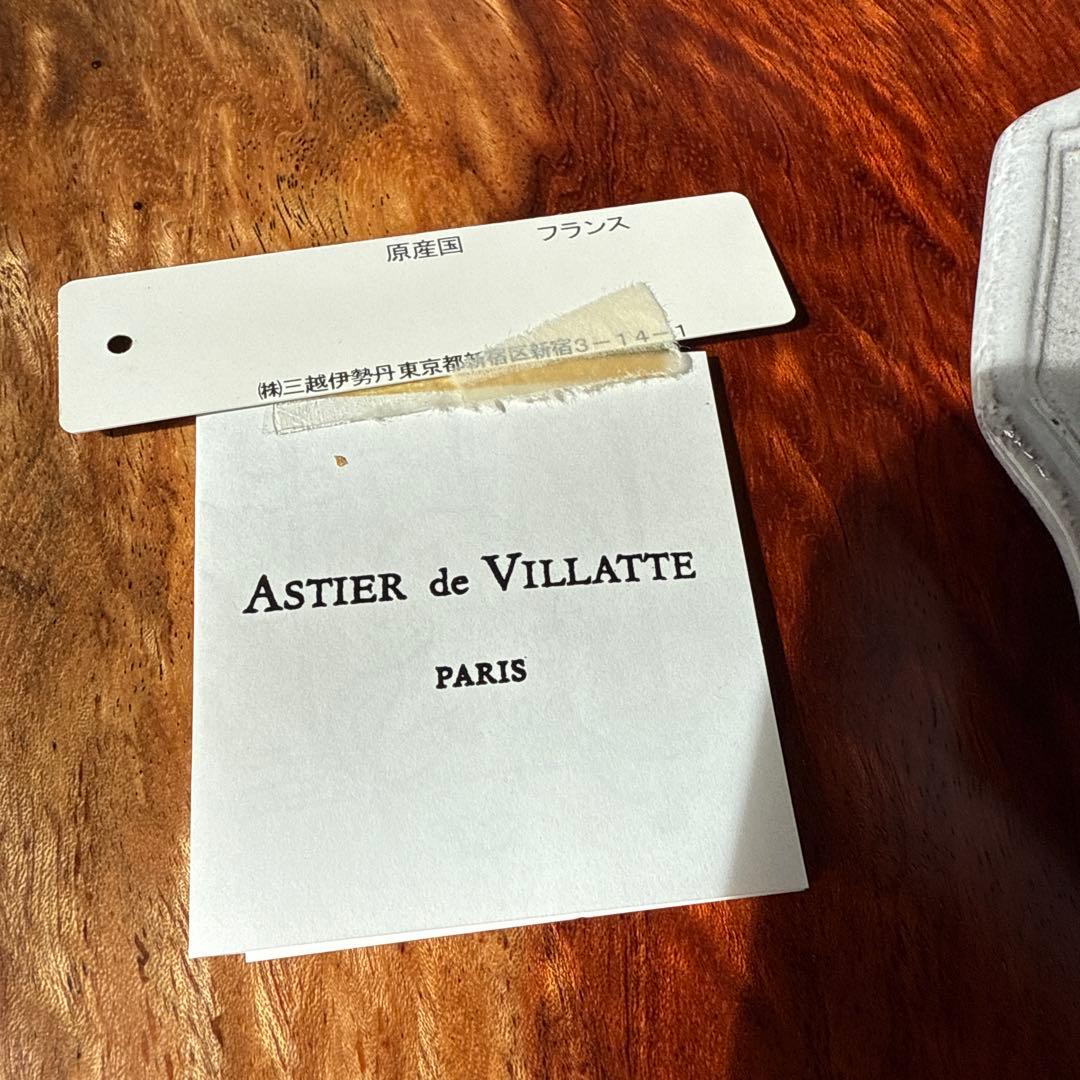 原産国 フランス
㈱三越伊勢丹 東京都新宿区新宿3－14－1
ASTIER de VILLATTE
PARIS